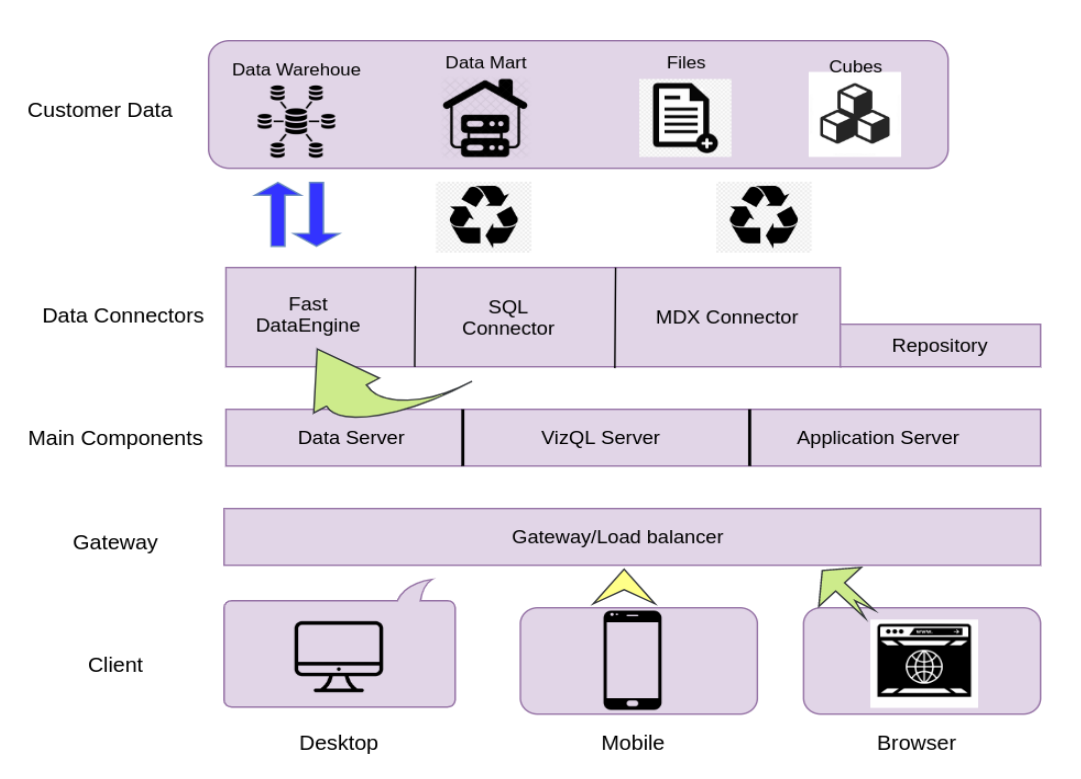 Data Warehoue
Data Mart
Files
Cubes
Customer Data
Data Connectors
Fast
DataEngine
SQL
Connector
MDX Connector
Repository
Main Components
Data Server
VizQL Server
Application Server
Gateway
Gateway/Load balancer
Client
www.
Desktop
Mobile
Browser